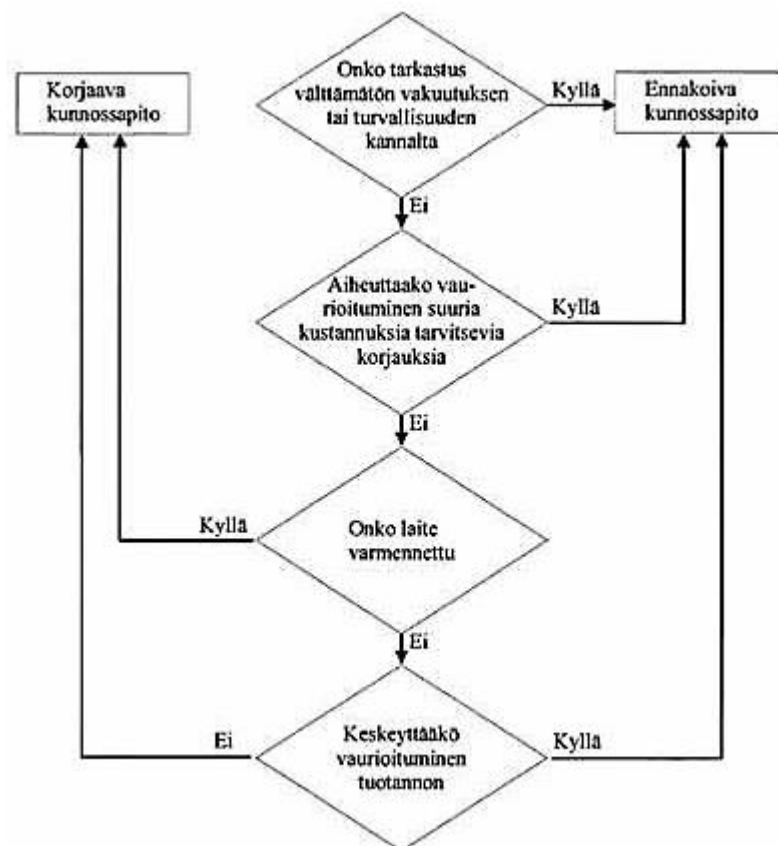 Onko tarkastus
välttämätön vakuutuksen
tai turvallisuuden
kannalta
Kyllä
Korjaava
kunnossapito
Ennakoiva
kunnossapito
Ei
Aiheuttaako vau-
rioituminen suuria
kustannuksia tarvitsevia
korjauksia
Kyllä
Ei
Kyllä
Onko laite
varmennettu
Ei
Ei
Keskeyttääkö
vaurioituminen
tuotannon
Kyllä